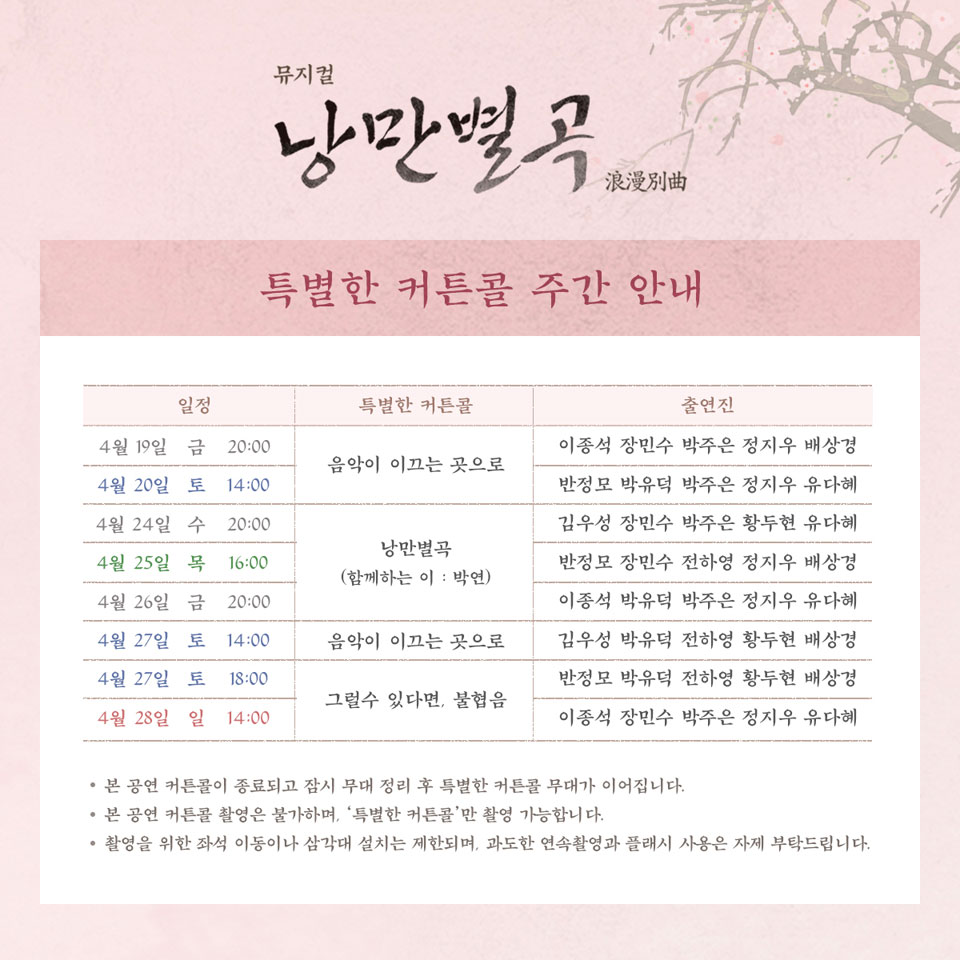 뮤지컬
낭만별곡
浪漫別曲
특별한 커튼콜 주간 안내
일정 특별한 커튼콜 출연진
4월 19일 금 20:00 음악이 이끄는 곳으로 이종석 장민수 박주은 정지우 배상경
4월 20일 토 14:00 반정모 박유덕 박주은 정지우 유다혜
4월 24일 수 20:00 낭만별곡 김우성 장민수 박주은 황두현 유다혜
4월 25일 목 16:00 (함께하는 이 : 박연) 반정모 장민수 전하영 정지우 배상경
4월 26일 금 20:00 이종석 박유덕 박주은 정지우 유다혜
4월 27일 토 14:00 음악이 이끄는 곳으로 김우성 박유덕 전하영 황두현 배상경
4월 27일 토 18:00 그럴수 있다면, 불협음 반정모 박유덕 전하영 황두현 배상경
4월 28일 일 14:00 이종석 장민수 박주은 정지우 유다혜
• 본 공연 커튼콜이 종료되고 잠시 무대 정리 후 특별한 커튼콜 무대가 이어집니다.
• 본 공연 커튼콜 촬영은 불가하며, ‘특별한 커튼콜’만 촬영 가능합니다.
• 촬영을 위한 좌석 이동이나 삼각대 설치는 제한되며, 과도한 연속촬영과 플래시 사용은 자제 부탁드립니다.